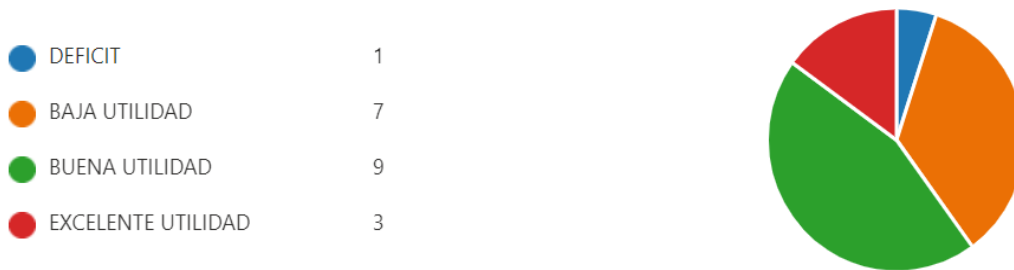 DEFICIT 1
BAJA UTILIDAD 7
BUENA UTILIDAD 9
EXCELENTE UTILIDAD 3